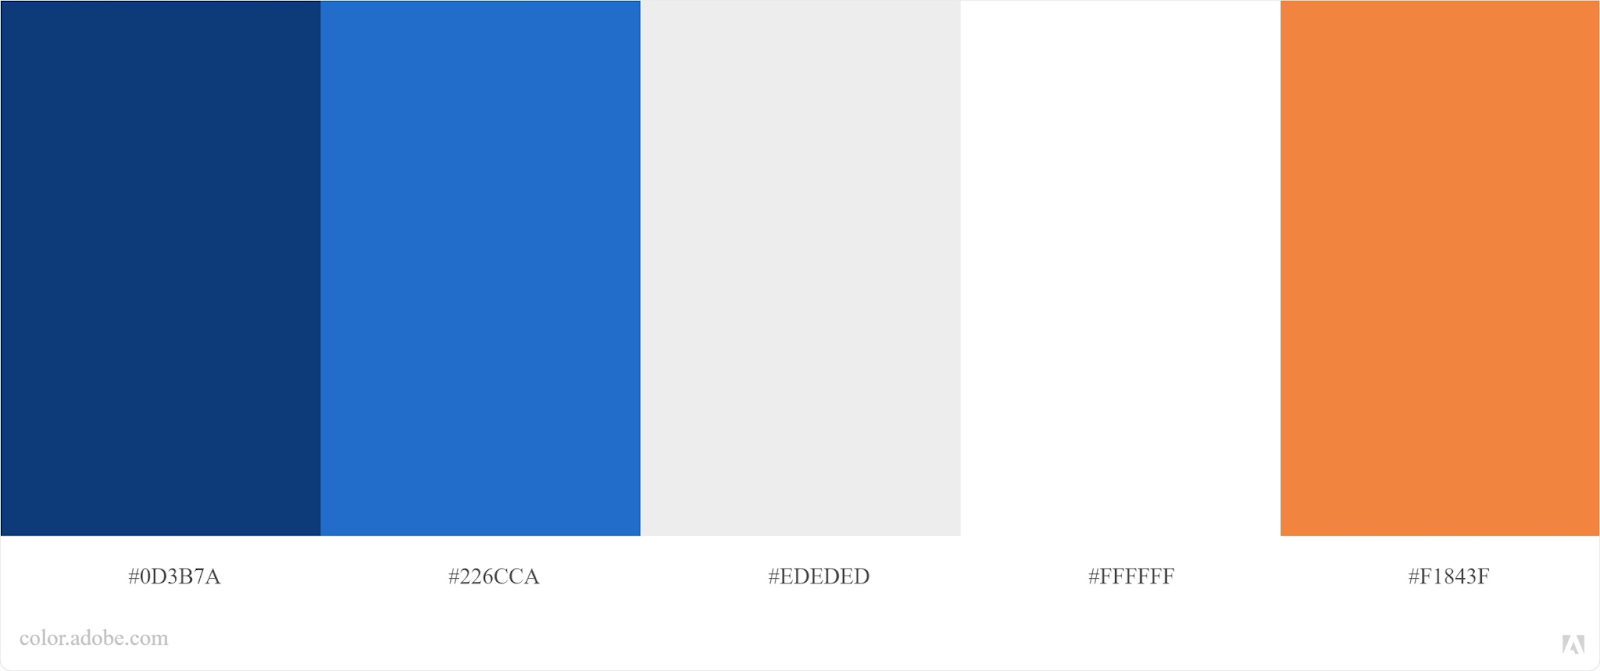 #0D3B7A
#226CCA
#EDEDED
#FFFFFF
#F1843F
color.adobe.com